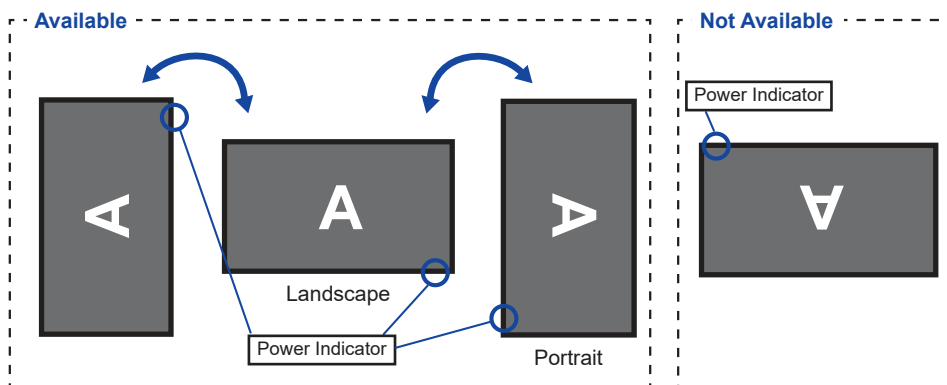 Available
Not Available
Power Indicator
A
A
A
A
Landscape
Power Indicator
Portrait